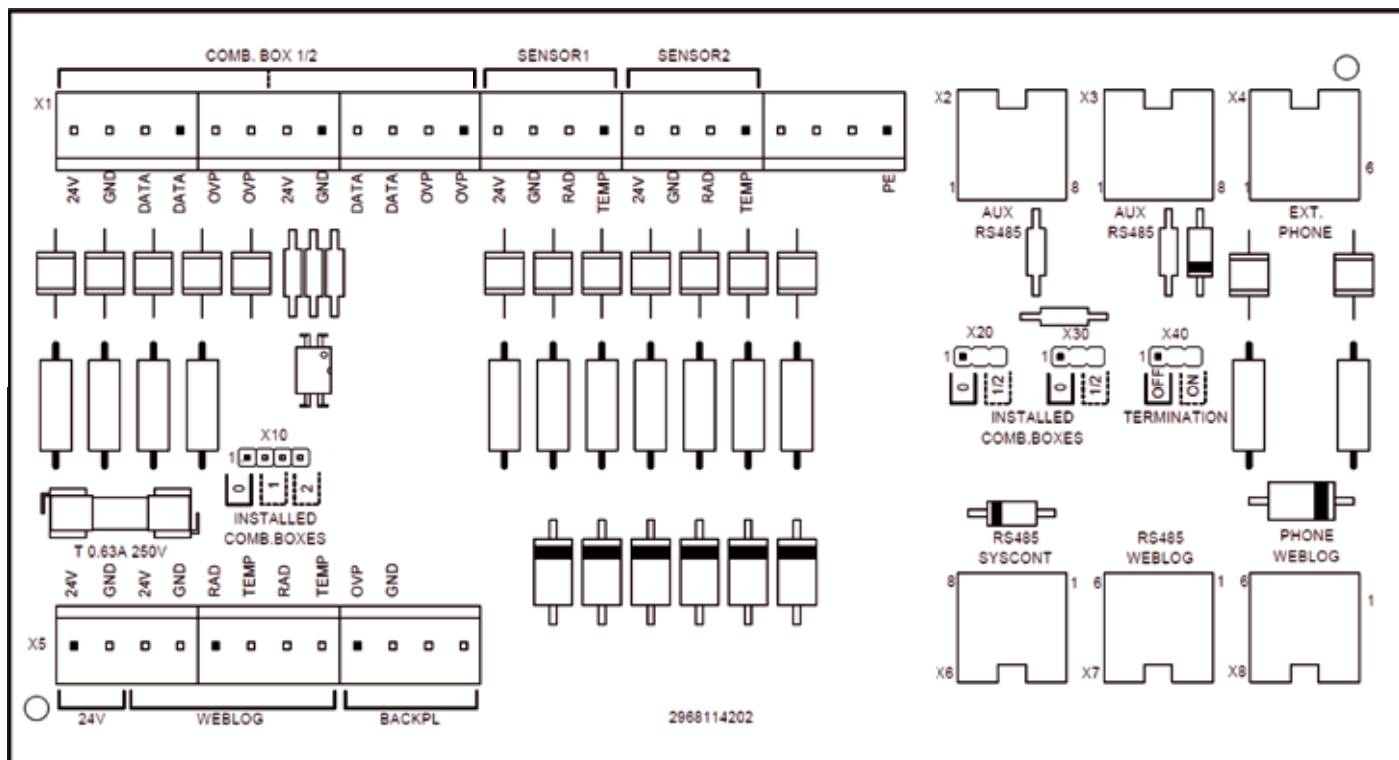 COMB. BOX 1/2 SENSOR1 SENSOR2
X1 X2 X3 X4
24V GND DATA DATA OVP OVP 24V GND DATA DATA OVP OVP 24V GND RAD TEMP 24V GND RAD TEMP PE
1 8 1 8 1 6
AUX RS485
AUX RS485
EXT. PHONE
X20 X30 X40
1 1 1
0 1/2 0 1/2 OFF ON
INSTALLED TERMINATION
COMB.BOXES
X10
1
0 1 2
INSTALLED
COMB.BOXES
T 0.63A 250V
24V GND 24V GND RAD TEMP RAD TEMP OVP GND
X5
24V WEBLOG BACKPL
2968114202
RS485 SYSCONT
RS485 WEBLOG
PHONE WEBLOG
8 1 6 1 6 1
X6 X7 X8